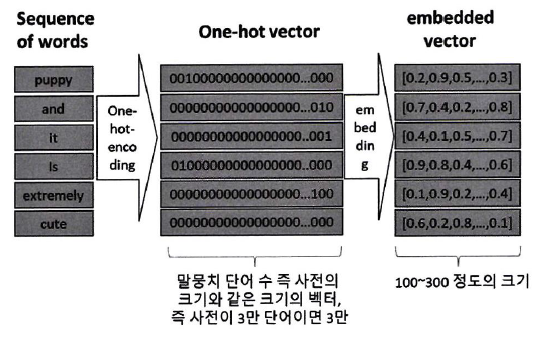 Sequence of words
One-hot vector
embedded vector
puppy
and
it
is
extremely
cute
One-hot-encoding
00100000000000000...000
00000000000000000...010
00000000000000000..001
01000000000000000..000
00000000000000000...100
00000000000000000...000
embedding
[0.2,0.9,0.5,...,0.3]
[0.7,0.4,0.2,...,0.8]
[0.4,0.1,0.5,...,0.7]
[0.9,0.8,0.4,...,0.6]
[0.1,0.9,0.2,...,0.4]
[0.6,0.2,0.8,...,0.1]
말뭉치 단어 수 즉 사전의
크기와 같은 크기의 벡터,
즉 사전이 3만 단어이면 3만
100~300 정도의 크기